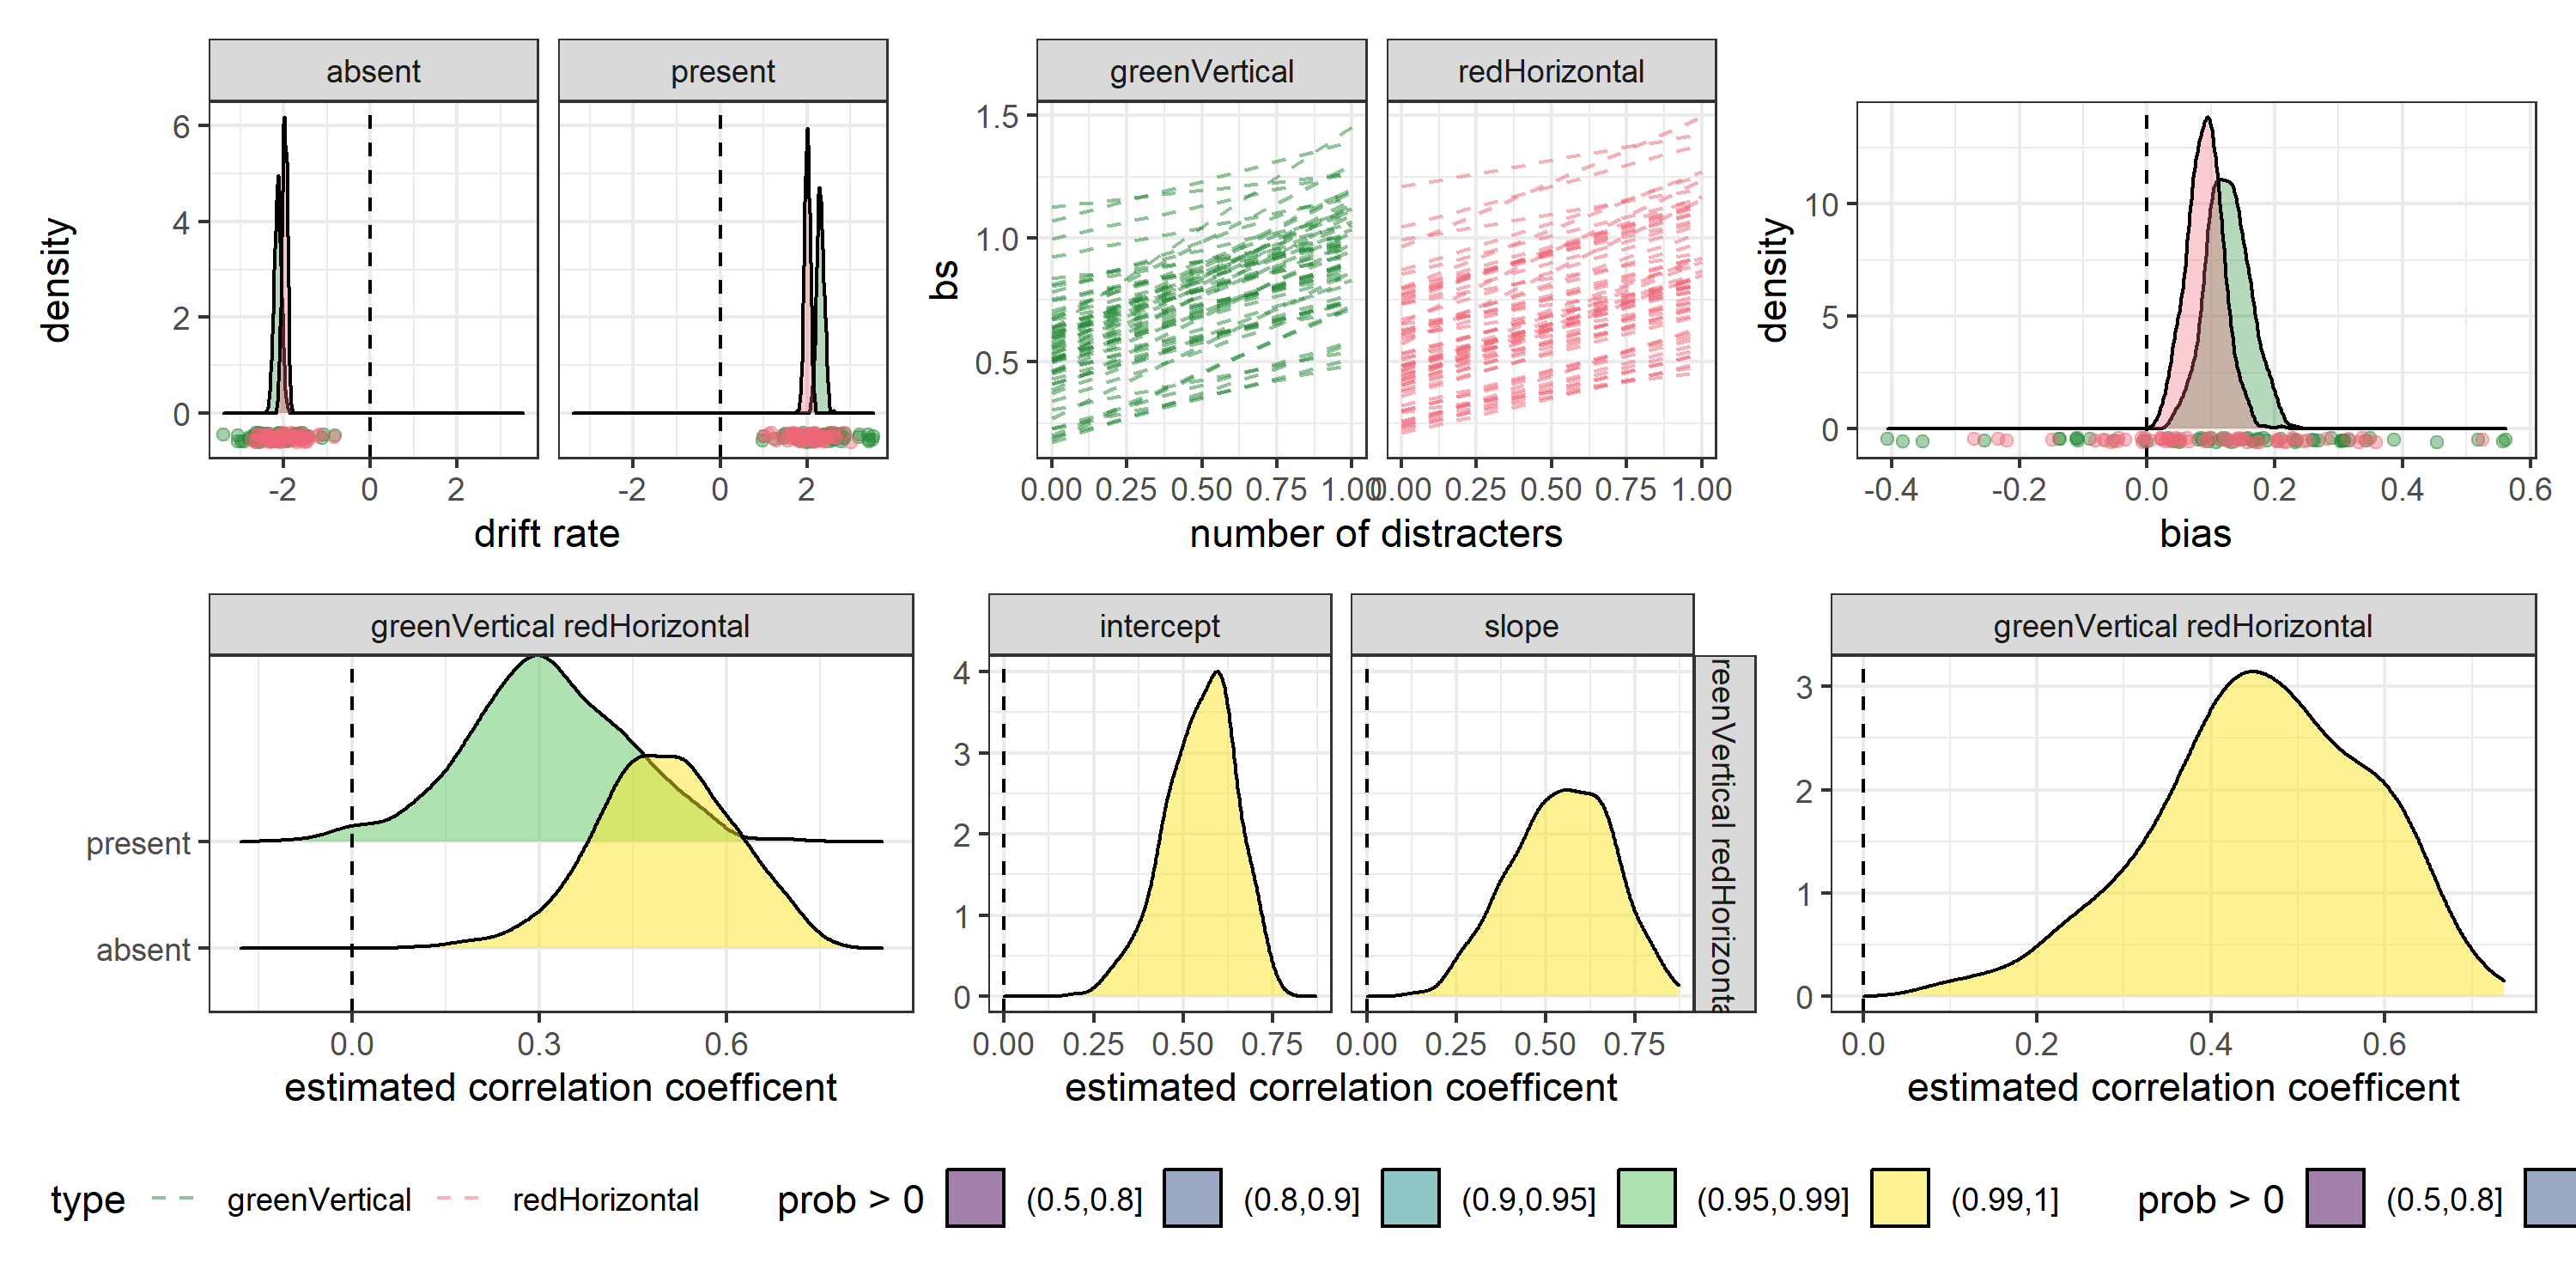 absent present
6
4
2
0
density
-2 0 2 -2 0 2
drift rate
greenVertical redHorizontal
1.5
1.0
0.5
bs
0.00 0.25 0.50 0.75 1.00 0.00 0.25 0.50 0.75 1.00
number of distracters
10
5
0
density
-0.4 -0.2 0.0 0.2 0.4 0.6
bias
greenVertical redHorizontal
present
absent
0.0 0.3 0.6
estimated correlation coefficent
intercept slope
4
3
2
1
0
reenVertical redHorizonta
0.00 0.25 0.50 0.75 0.00 0.25 0.50 0.75
estimated correlation coefficent
greenVertical redHorizontal
3
2
1
0
0.0 0.2 0.4 0.6
estimated correlation coefficent
type greenVertical redHorizontal prob > 0 (0.5,0.8] (0.8,0.9] (0.9,0.95] (0.95,0.99] (0.99,1] prob > 0 (0.5,0.8]